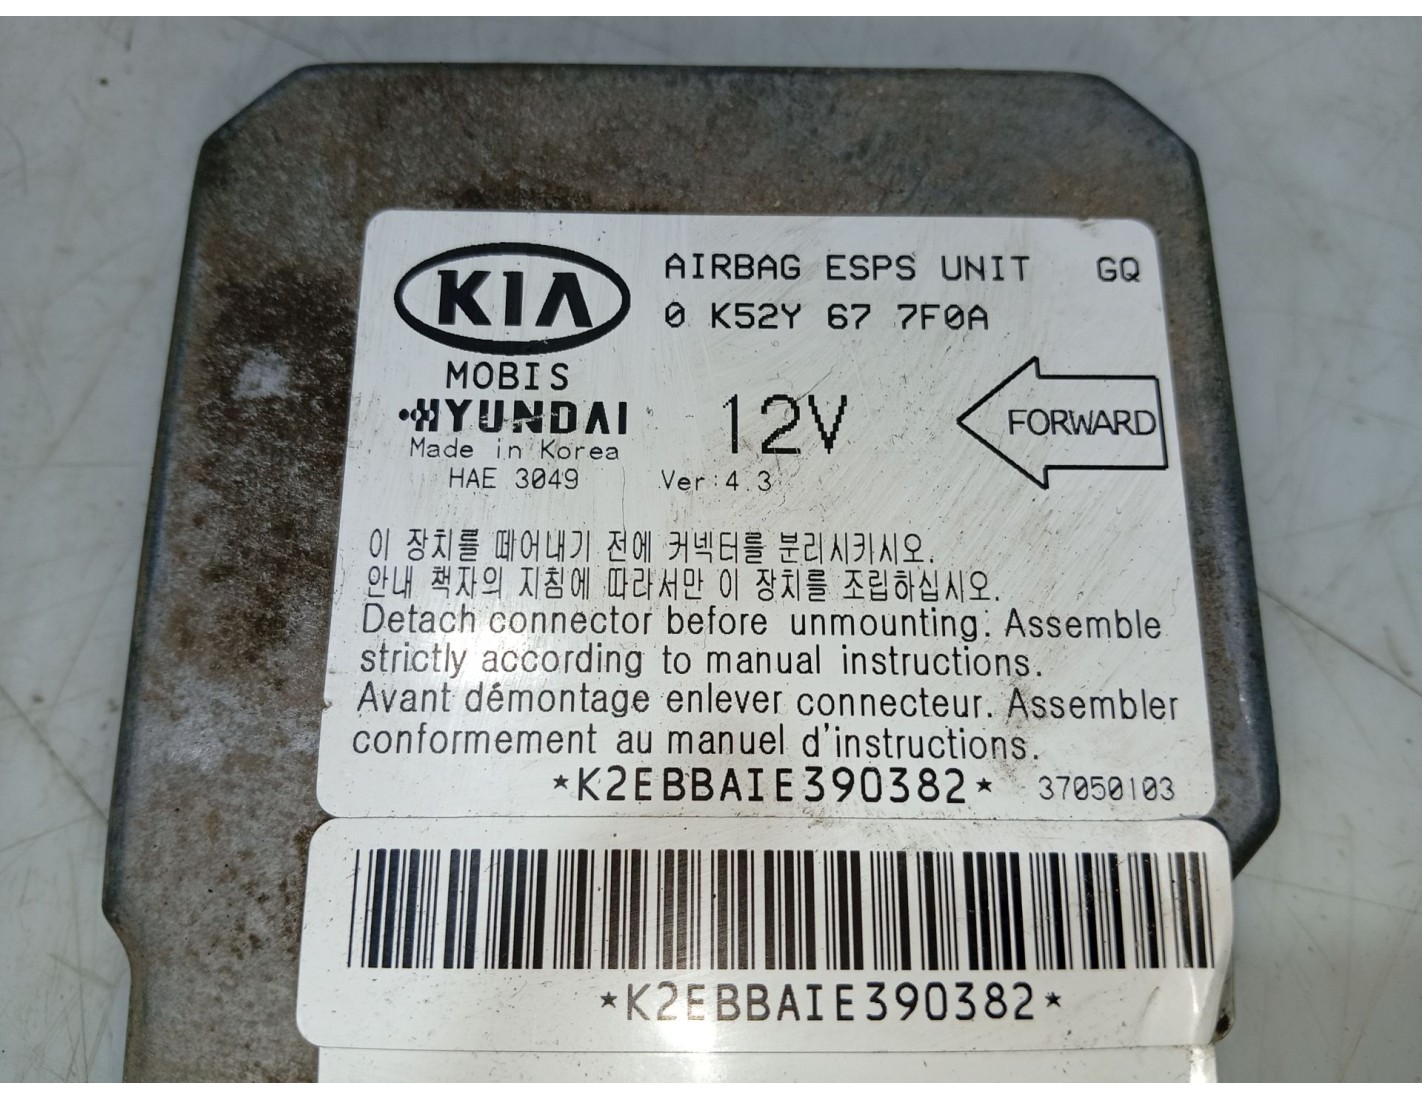 KIA
AIRBAG ESPS UNIT GQ
0 K52Y 67 7F0A
MOBIS
HYUNDAI
12V
FORWARD
Made in Korea
HAE 3049
Ver:4.3
이 장치를 떼어내기 전에 커넥터를 분리시키시오.
안내 책자의 지침에 따라서만 이 장치를 조립하십시오.
Detach connector before unmounting. Assemble
strictly according to manual instructions.
Avant démontage enlever connecteur. Assembler
conformement au manuel d'instructions.
*K2EBBAIE390382* 37050103
*K2EBBAIE390382*